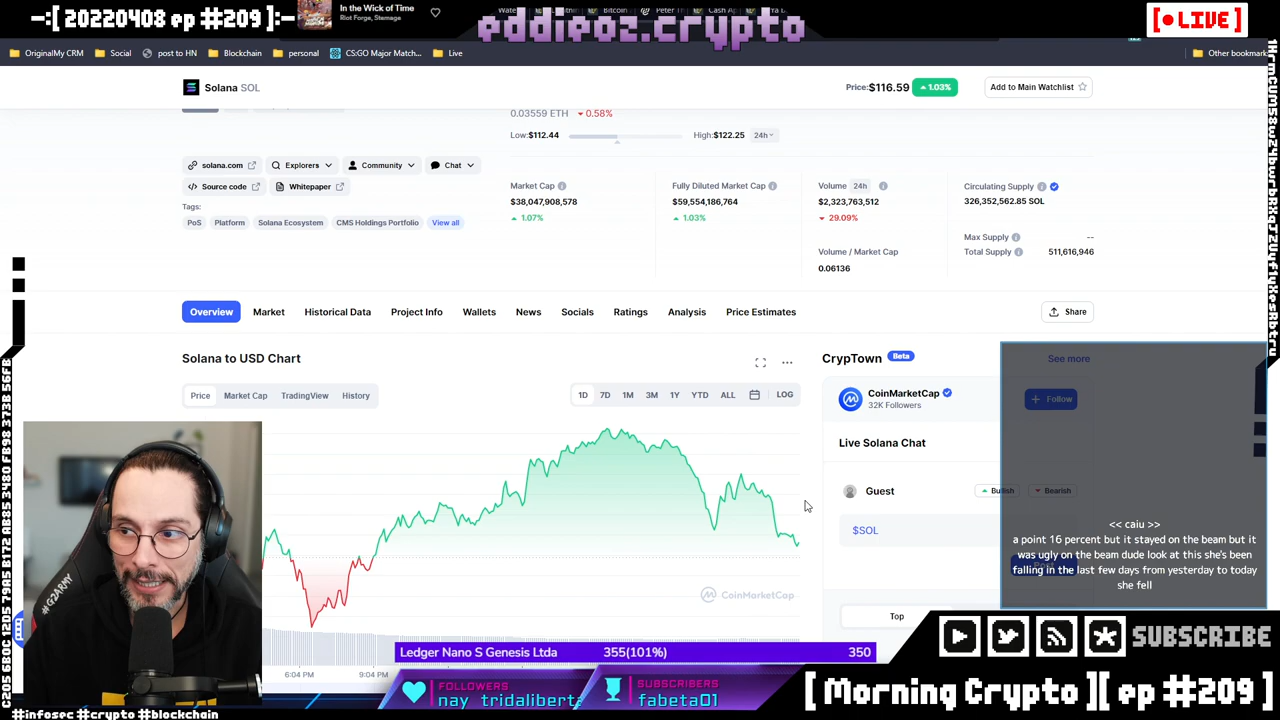 -:[ 20220408 ep #209 ]:-
In the Wick of Time
Riot Forge, Stemage
eddieoz.crypto
[•LIVE]
OriginalMy CRM
Social
post to HN
Blockchain
personal
CS:GO Major Match...
Live
Other bookmark
Solana SOL
Price: $116.59
1.03%
Add to Main Watchlist
0.03559 ETH
0.58%
Low: $112.44
High: $122.25
24h
solana.com
Explorers
Community
Chat
Source code
Whitepaper
Tags:
PoS
Platform
Solana Ecosystem
CMS Holdings Portfolio
View all
Market Cap
$38,047,908,578
1.07%
Fully Diluted Market Cap
$59,554,186,764
1.03%
Volume 24h
$2,323,763,512
29.09%
Volume / Market Cap
0.06136
Circulating Supply
326,352,562.85 SOL
Max Supply
--
Total Supply
511,616,946
Overview
Market
Historical Data
Project Info
Wallets
News
Socials
Ratings
Analysis
Price Estimates
Share
Solana to USD Chart
Price
Market Cap
TradingView
History
1D
7D
1M
3M
1Y
YTD
ALL
LOG
CoinMarketCap
6:04 PM
9:04 PM
CrypTown Beta
See more
CoinMarketCap
32K Followers
+ Follow
Live Solana Chat
Guest
Bullish
Bearish
$SOL
Top
<< caiu >>
a point 16 percent but it stayed on the beam but it
was ugly on the beam dude look at this she's been
falling in the last few days from yesterday to today
she fell
#G2ARMY
Ledger Nano S Genesis Ltda
355(101%)
350
FOLLOWERS
nay_tridaliberta
SUBSCRIBERS
fabeta01
SUBSCRIBE
[Morning Crypto][ep #209]
#infosec #crypto #blockchain